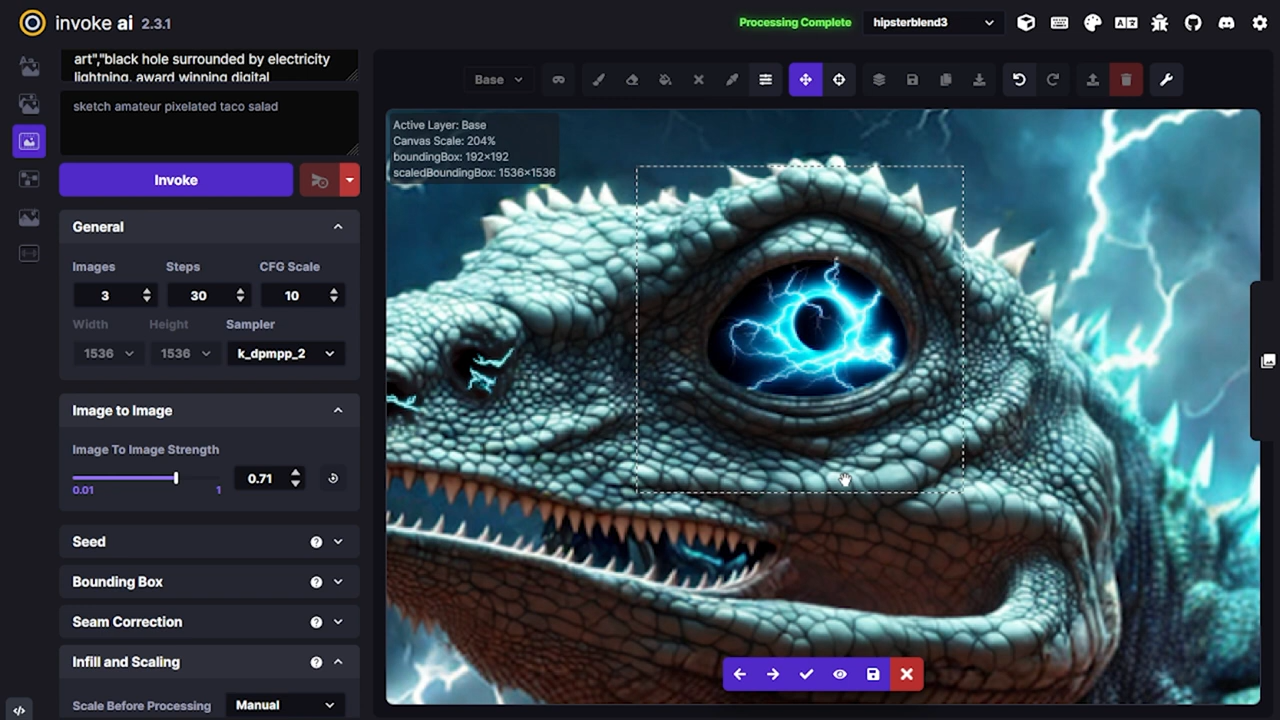 invoke ai 2.3.1
Processing Complete
hipsterblend3
art","black hole surrounded by electricity
lightning, award winning digital
sketch amateur pixelated taco salad
Invoke
General
Images Steps CFG Scale
3 30 10
Width Height Sampler
1536 1536 k_dpmpp_2
Image to Image
Image To Image Strength
0.71
0.01 1
Seed
Bounding Box
Seam Correction
Infill and Scaling
Scale Before Processing Manual
Base
Active Layer: Base
Canvas Scale: 204%
boundingBox: 192×192
scaledBoundingBox: 1536×1536